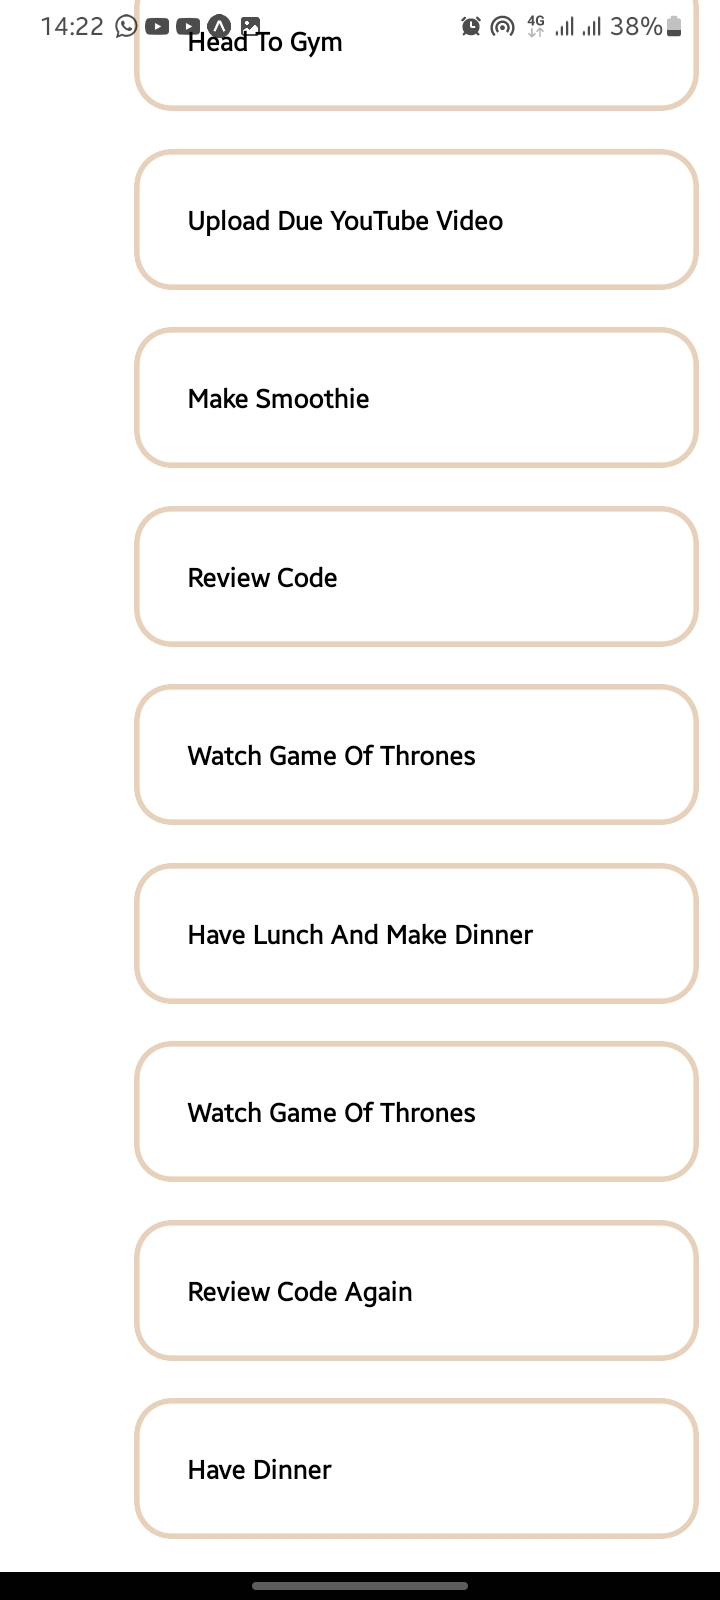 14:22 4G 38%
Head To Gym
Upload Due YouTube Video
Make Smoothie
Review Code
Watch Game Of Thrones
Have Lunch And Make Dinner
Watch Game Of Thrones
Review Code Again
Have Dinner